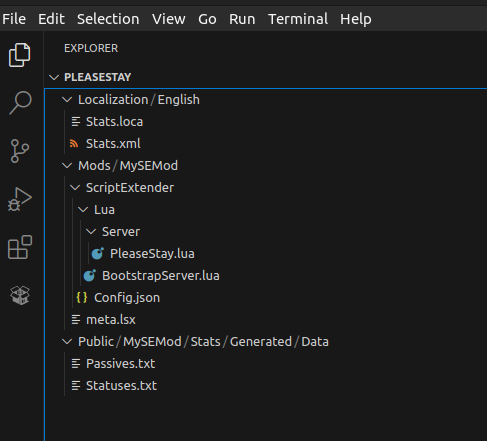 File Edit Selection View Go Run Terminal Help
EXPLORER
PLEASESTAY
Localization / English
Stats.loca
Stats.xml
Mods / MySEMod
ScriptExtender
Lua
Server
PleaseStay.lua
BootstrapServer.lua
{} Config.json
meta.lsx
Public / MySEMod / Stats / Generated / Data
Passives.txt
Statuses.txt